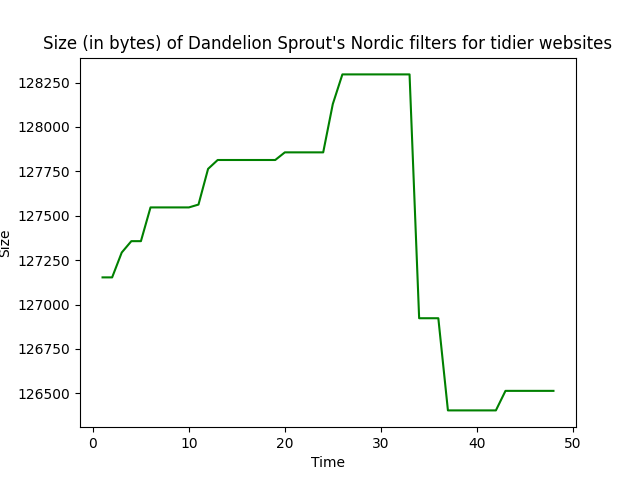 Size (in bytes) of Dandelion Sprout's Nordic filters for tidier websites
128250
128000
127750
127500
127250
127000
126750
126500
Size
0 10 20 30 40 50
Time